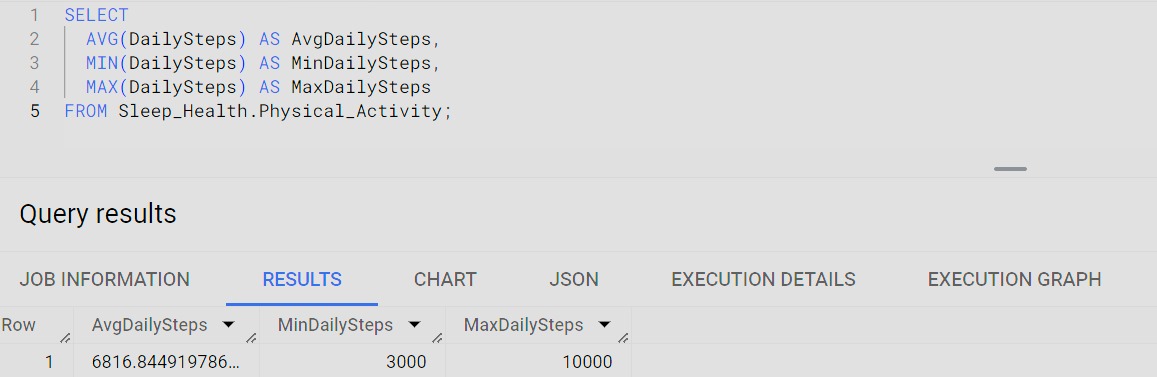 1 SELECT
2 AVG(DailySteps) AS AvgDailySteps,
3 MIN(DailySteps) AS MinDailySteps,
4 MAX(DailySteps) AS MaxDailySteps
5 FROM Sleep_Health.Physical_Activity;
Query results
JOB INFORMATION RESULTS CHART JSON EXECUTION DETAILS EXECUTION GRAPH
Row AvgDailySteps MinDailySteps MaxDailySteps
1 6816.844919786... 3000 10000